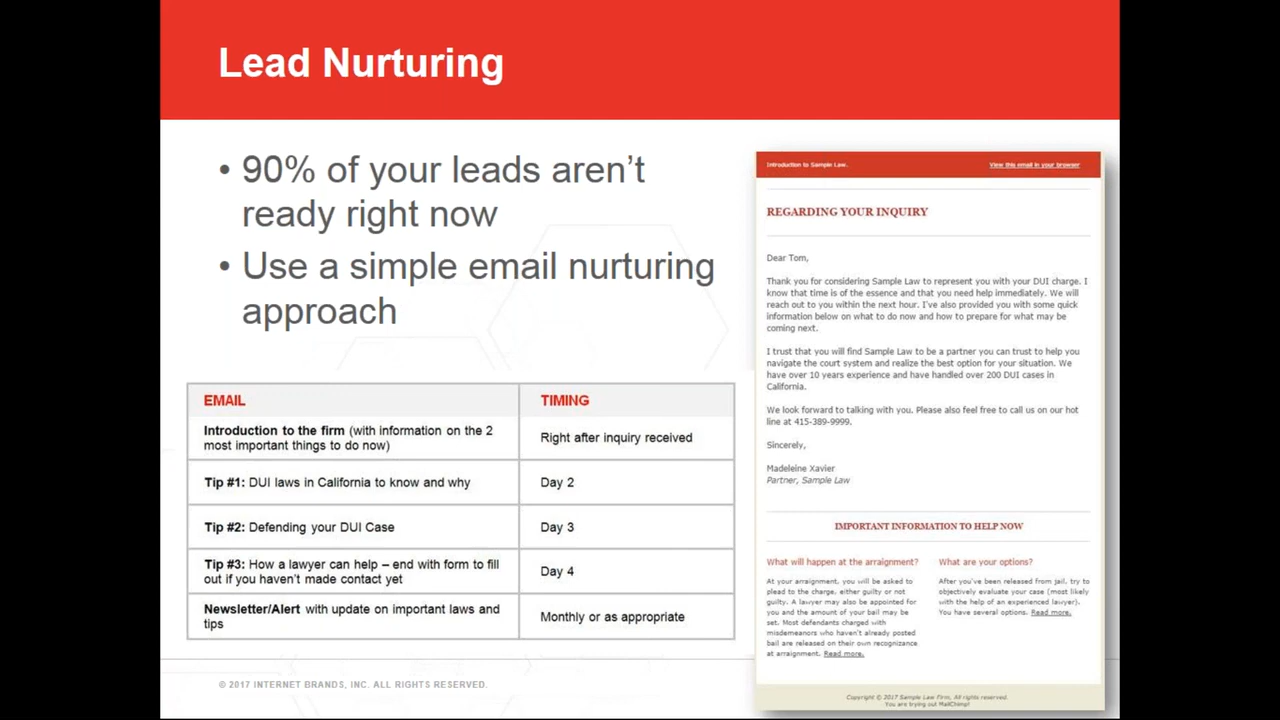 Lead Nurturing
• 90% of your leads aren't
ready right now
• Use a simple email nurturing
approach
EMAIL
TIMING
Introduction to the firm (with information on the 2
most important things to do now)
Right after inquiry received
Tip #1: DUI laws in California to know and why
Day 2
Tip #2: Defending your DUI Case
Day 3
Tip #3: How a lawyer can help – end with form to fill
out if you haven't made contact yet
Day 4
Newsletter/Alert with update on important laws and
tips
Monthly or as appropriate
© 2017 INTERNET BRANDS, INC. ALL RIGHTS RESERVED.
Introduction to Sample Law.
View this email in your browser
REGARDING YOUR INQUIRY
Dear Tom,
Thank you for considering Sample Law to represent you with your DUI charge. I
know that time is of the essence and that you need help immediately. We will
reach out to you within the next hour. I've also provided you with some quick
information below on what to do now and how to prepare for what may be
coming next.
I trust that you will find Sample Law to be a partner you can trust to help you
navigate the court system and realize the best option for your situation. We
have over 10 years experience and have handled over 200 DUI cases in
California.
We look forward to talking with you. Please also feel free to call us on our hot
line at 415-389-9999.
Sincerely,
Madeleine Xavier
Partner, Sample Law
IMPORTANT INFORMATION TO HELP NOW
What will happen at the arraignment?
At your arraignment, you will be asked to
plead to the charge, either guilty or not
guilty. A lawyer may also be appointed for
you and the amount of your bail may be
set. Most defendants charged with
misdemeanors who haven't already posted
bail are released on their own recognizance
at arraignment. Read more.
What are your options?
After you've been released from jail, try to
objectively evaluate your case (most likely
with the help of an experienced lawyer).
You have several options. Read more.
Copyright © 2017 Sample Law Firm, All rights reserved.
You are trying out MailChimp!